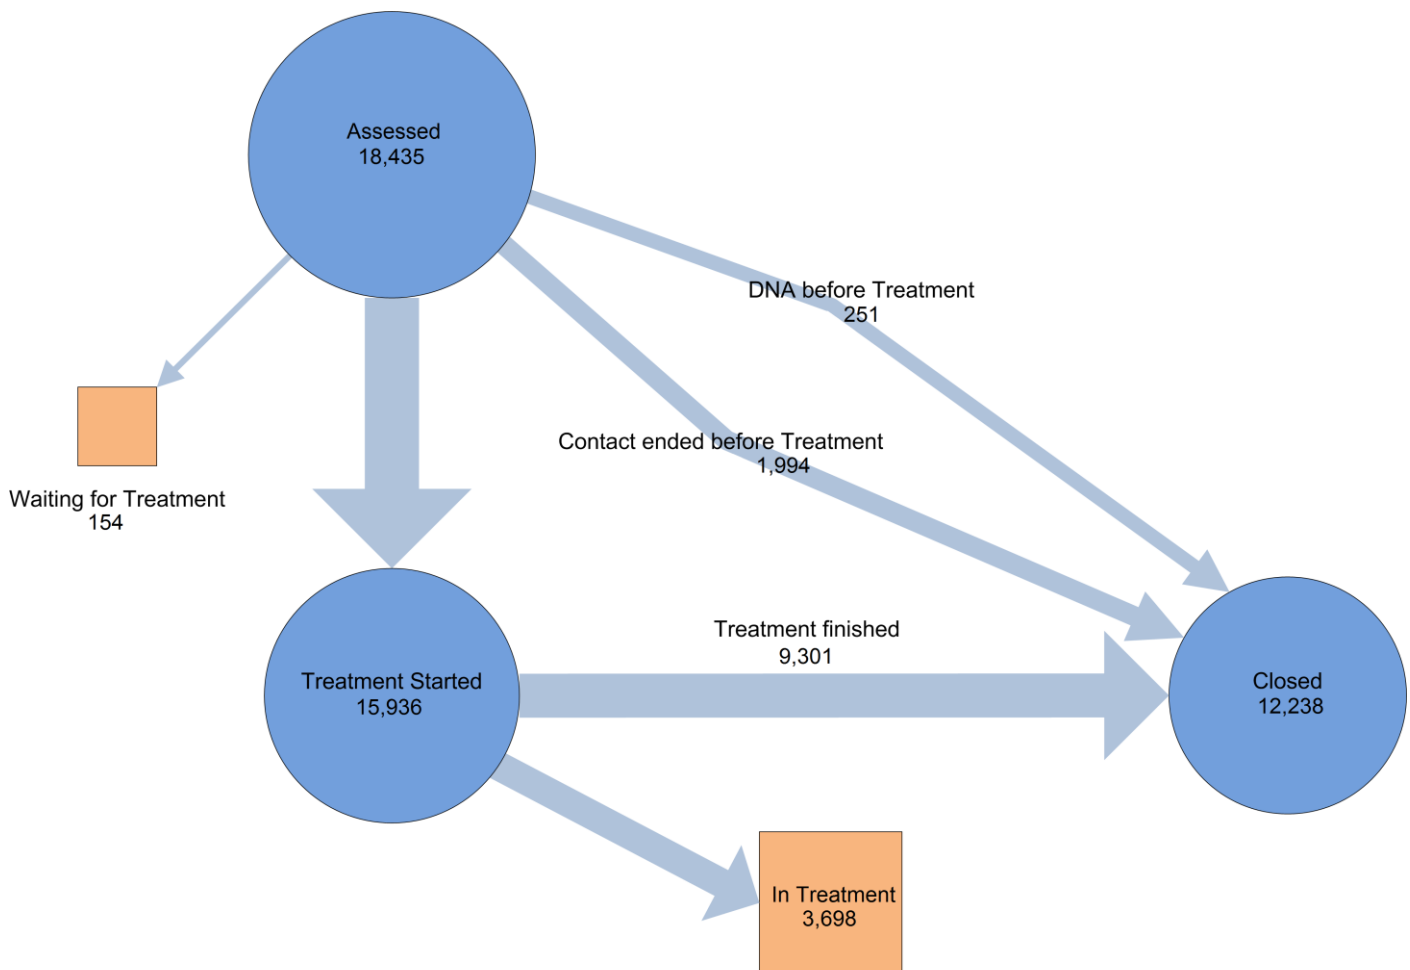 Assessed
18,435
DNA before Treatment
251
Contact ended before Treatment
1,994
Waiting for Treatment
154
Treatment finished
9,301
Treatment Started
15,936
Closed
12,238
In Treatment
3,698